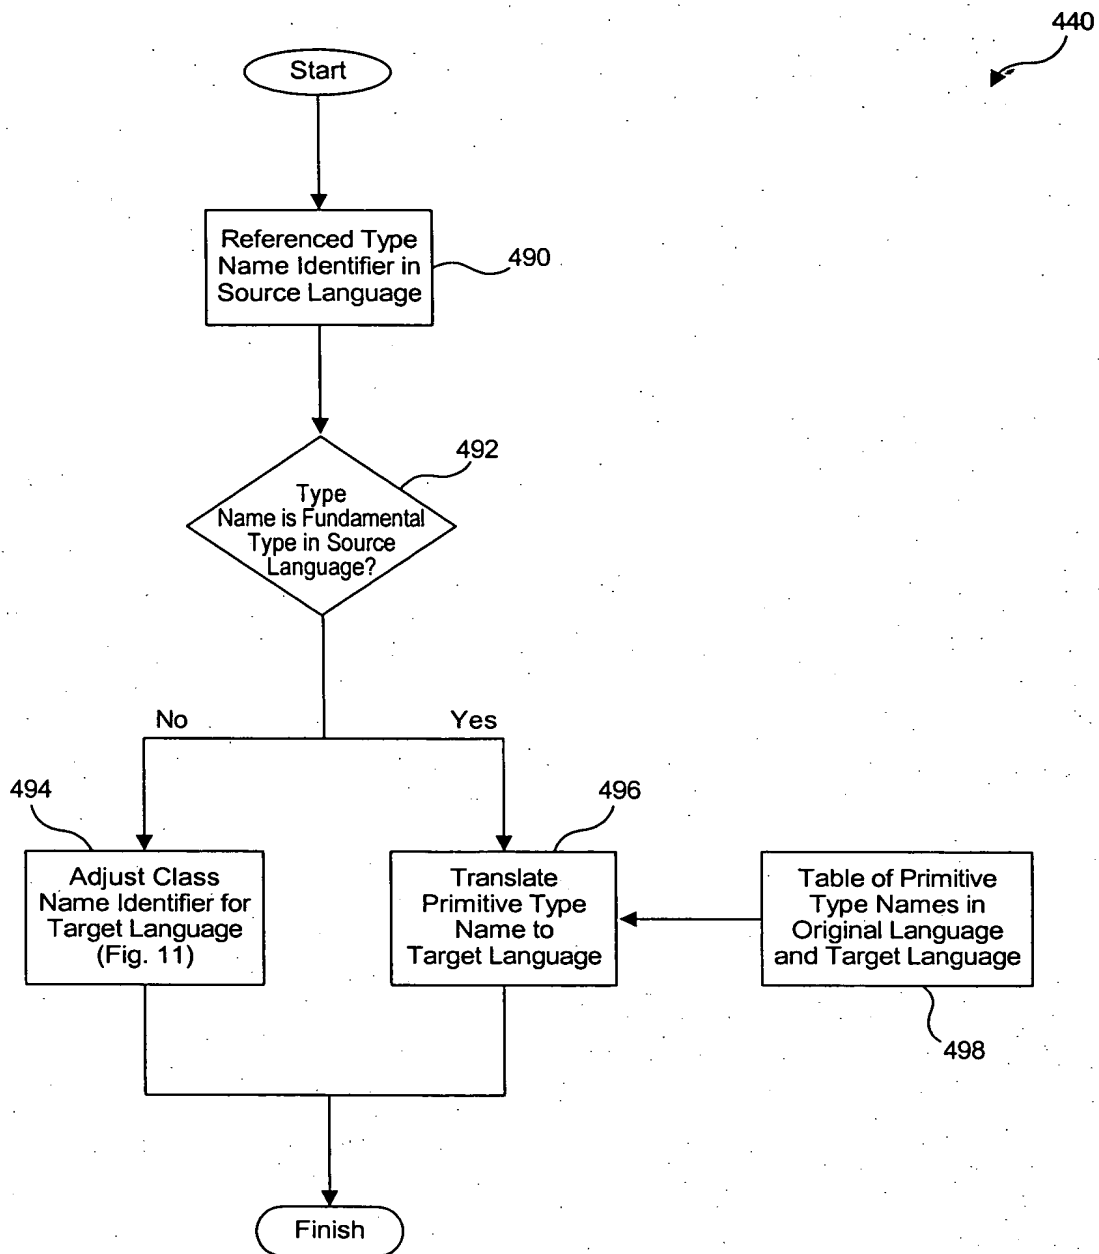 440
Start
Referenced Type
Name Identifier in
Source Language
490
492
Type
Name is Fundamental
Type in Source
Language?
No
Yes
494
496
Adjust Class
Name Identifier for
Target Language
(Fig. 11)
Translate
Primitive Type
Name to
Target Language
Table of Primitive
Type Names in
Original Language
and Target Language
498
Finish